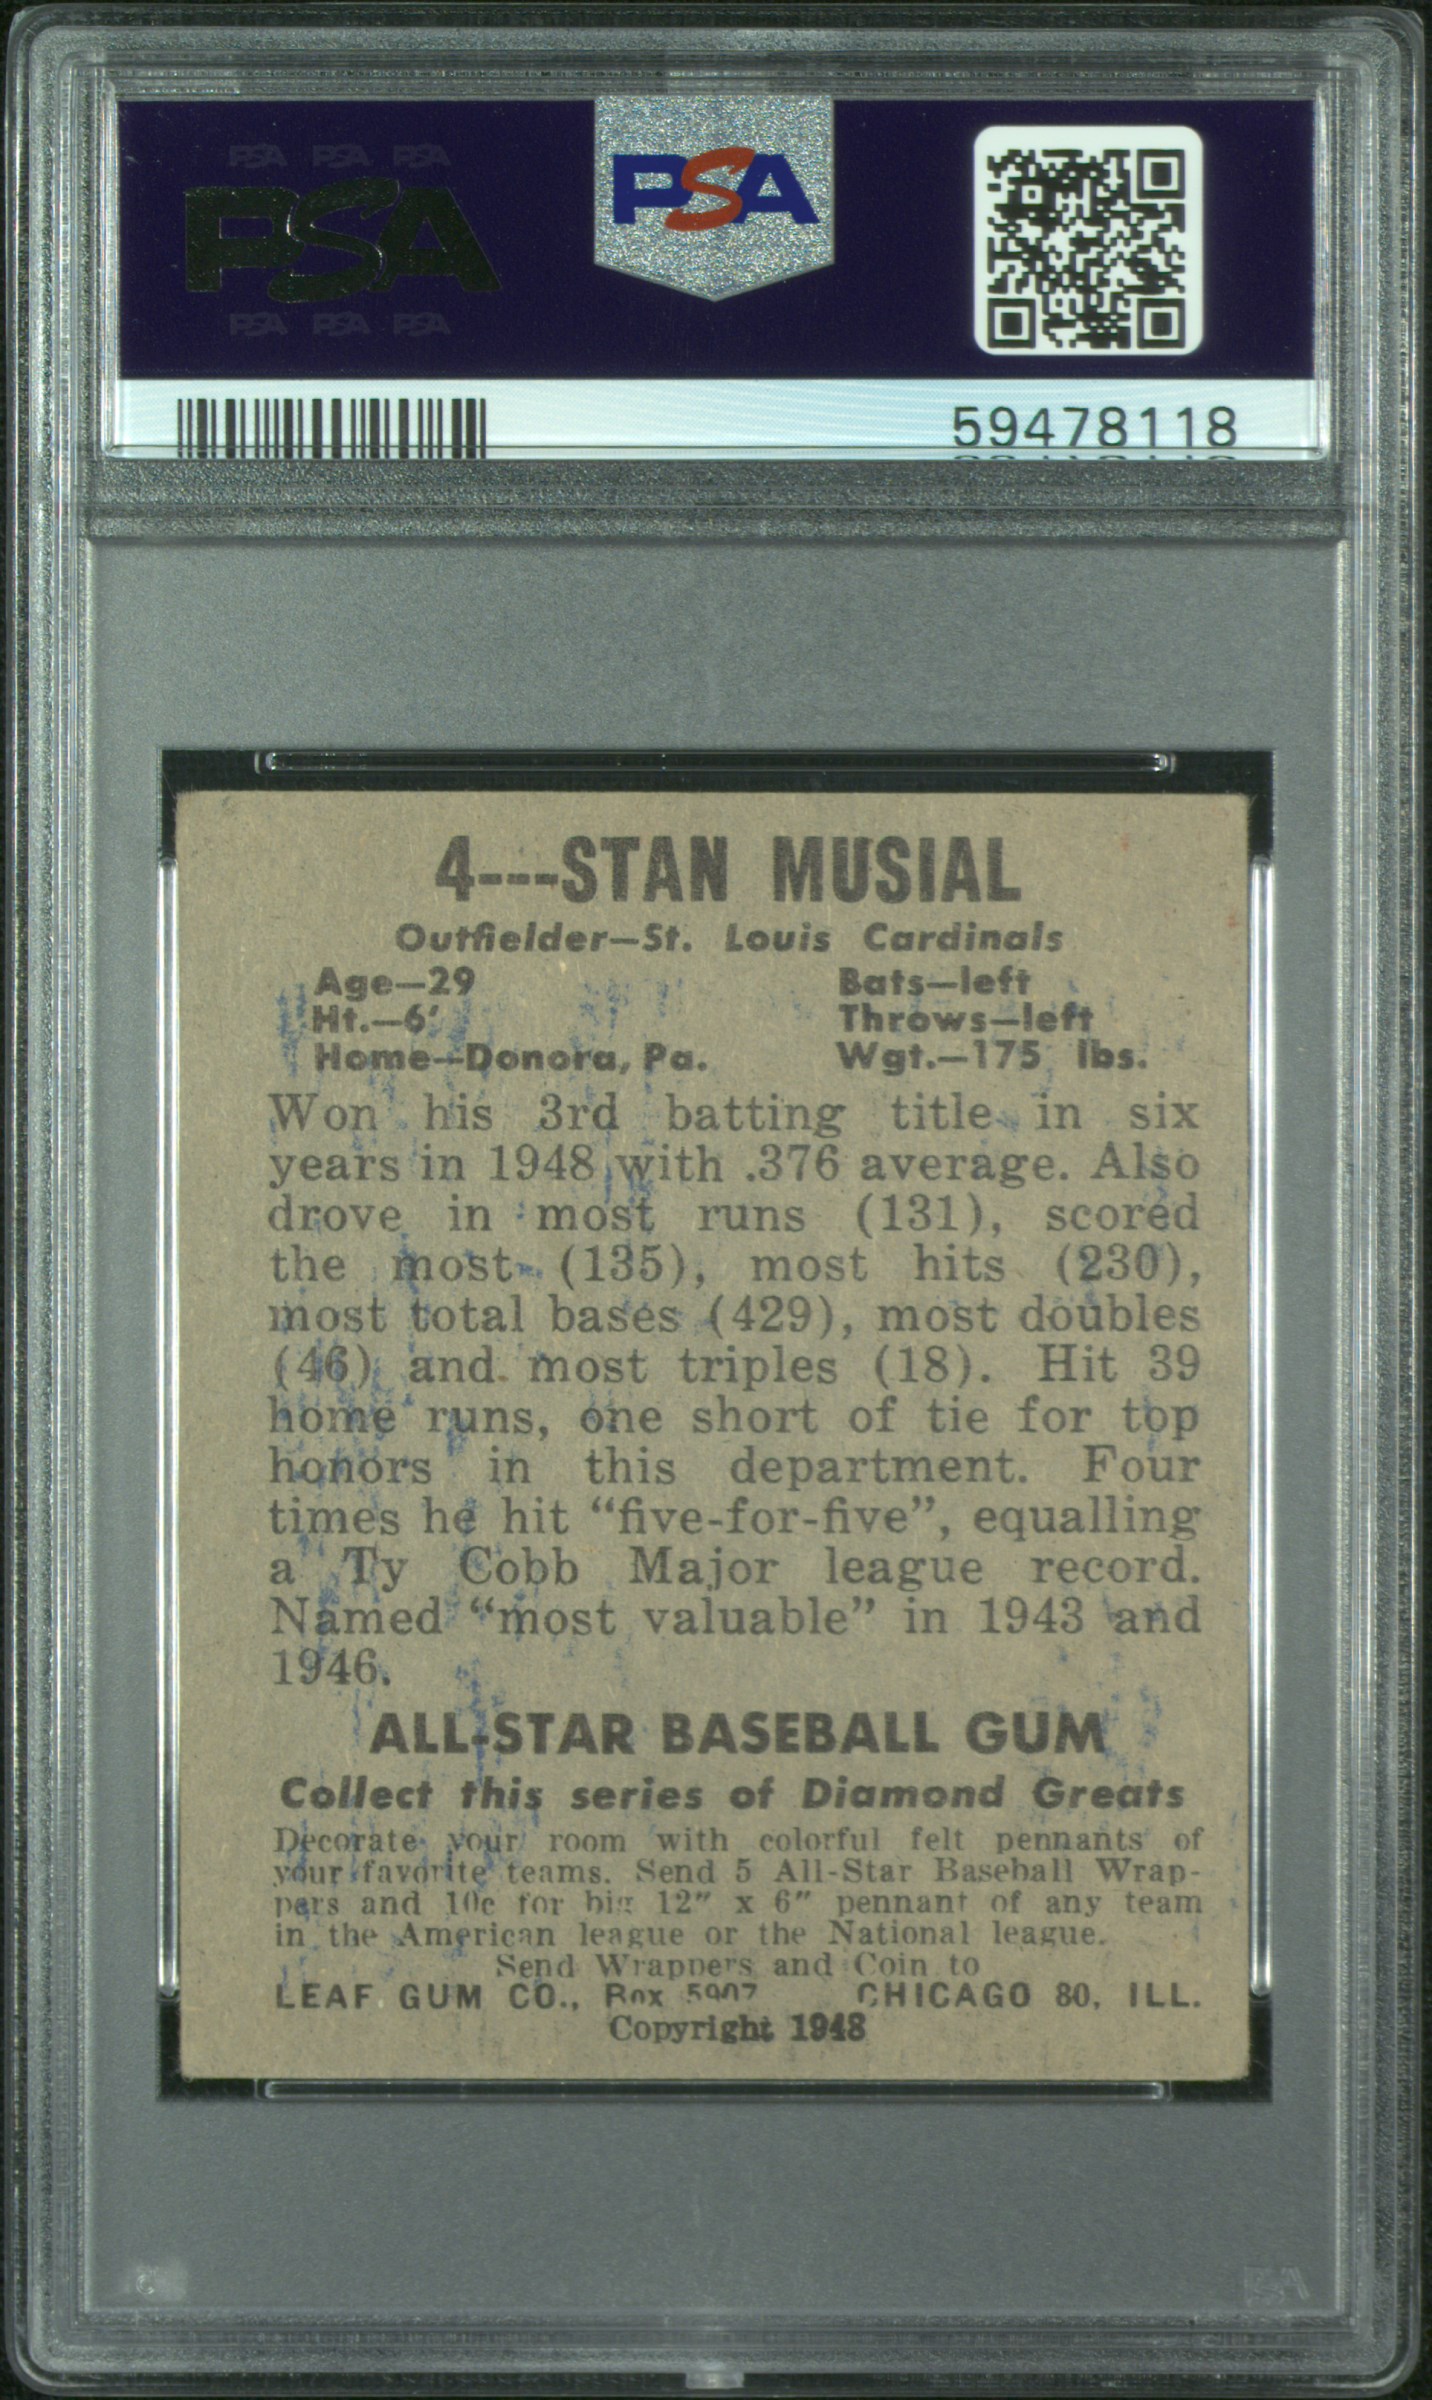 PSA PSA PSA
PSA
PSA PSA PSA
PSA
59478118
4---STAN MUSIAL
Outfielder—St. Louis Cardinals
Age—29 Bats—left
Ht.—6' Throws—left
Home—Donora, Pa. Wgt.—175 lbs.
Won his 3rd batting title in six
years in 1948 with .376 average. Also
drove in most runs (131), scored
the most (135), most hits (230),
most total bases (429), most doubles
(46) and most triples (18). Hit 39
home runs, one short of tie for top
honors in this department. Four
times he hit “five-for-five”, equalling
a Ty Cobb Major league record.
Named “most valuable” in 1943 and
1946.
ALL-STAR BASEBALL GUM
Collect this series of Diamond Greats
Decorate your room with colorful felt pennants of
your favorite teams. Send 5 All-Star Baseball Wrap-
pers and 10c for big 12″ x 6″ pennant of any team
in the American league or the National league.
Send Wrappers and Coin to
LEAF GUM CO., Box 5907 CHICAGO 80, ILL.
Copyright 1948
PSA